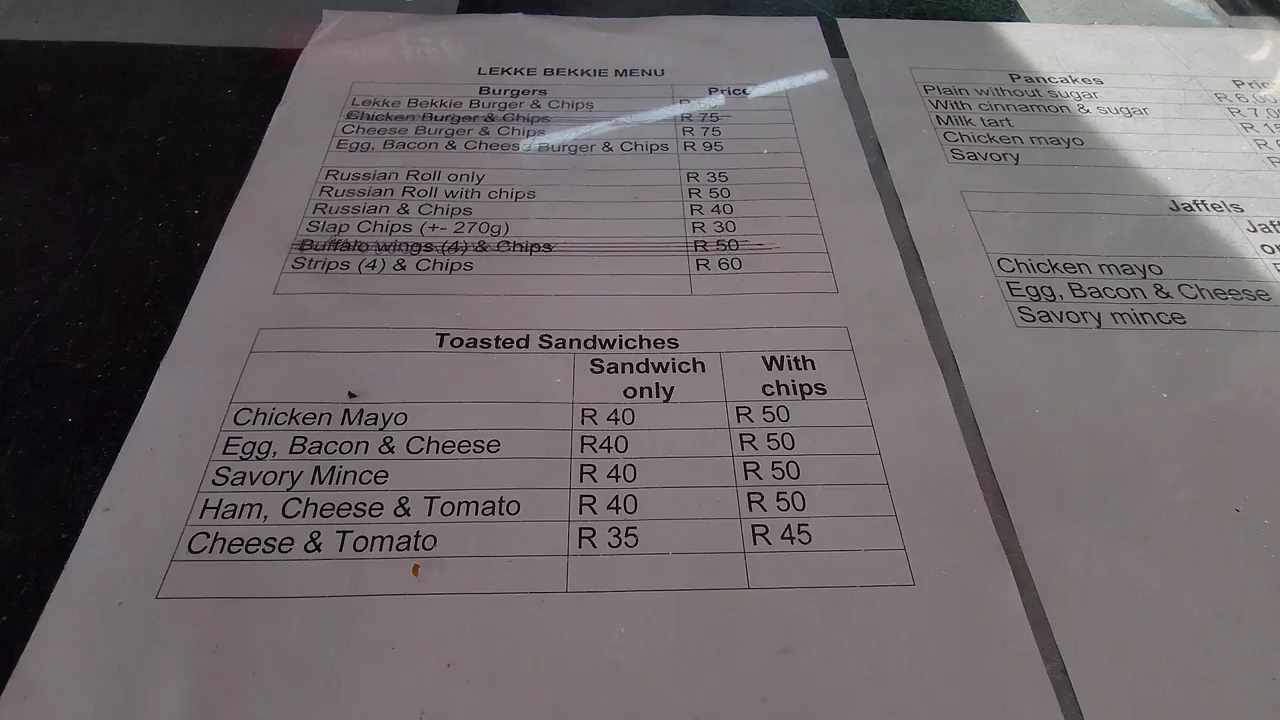 LEKKE BEKKIE MENU
Burgers Price
Lekke Bekkie Burger & Chips R
Chicken Burger & Chips R 75
Cheese Burger & Chips R 75
Egg, Bacon & Cheese Burger & Chips R 95
Russian Roll only R 35
Russian Roll with chips R 50
Russian & Chips R 40
Slap Chips (+- 270g) R 30
Buffalo wings (4) & Chips R 50
Strips (4) & Chips R 60
Toasted Sandwiches
Sandwich only With chips
Chicken Mayo R 40 R 50
Egg, Bacon & Cheese R40 R 50
Savory Mince R 40 R 50
Ham, Cheese & Tomato R 40 R 50
Cheese & Tomato R 35 R 45
Pancakes
Plain without sugar
With cinnamon & sugar
Milk tart
Chicken mayo
Savory
Jaffels
Chicken mayo
Egg, Bacon & Cheese
Savory mince